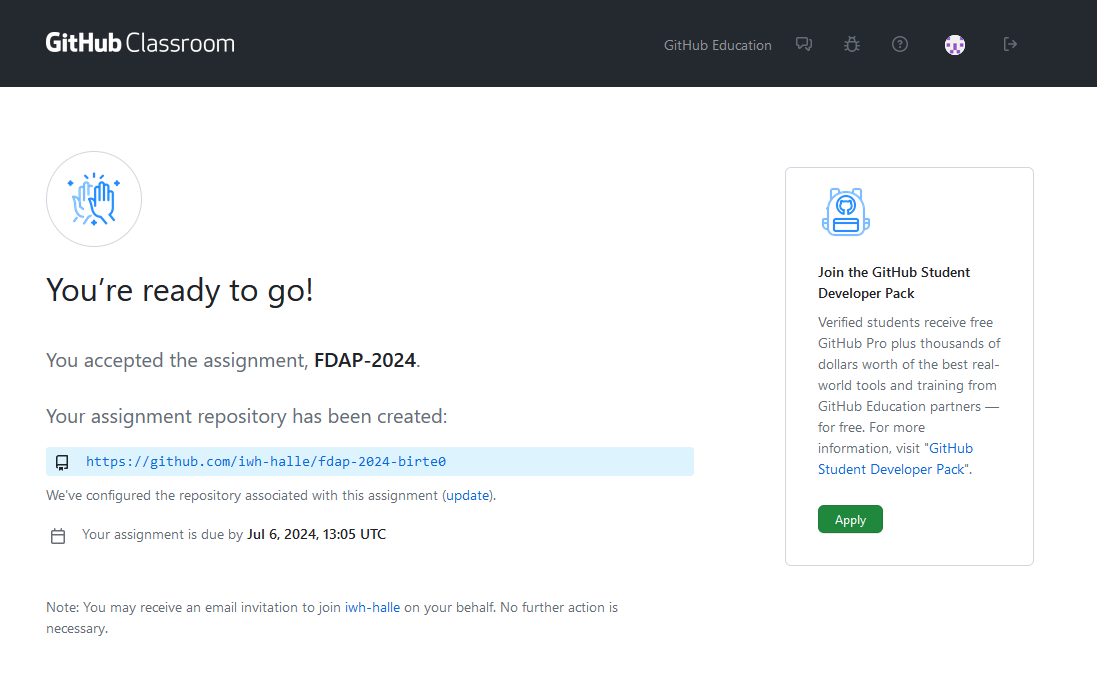 GitHub Classroom
GitHub Education
You’re ready to go!
You accepted the assignment, FDAP-2024.
Your assignment repository has been created:
https://github.com/iwh-halle/fdap-2024-birte0
We've configured the repository associated with this assignment (update).
Your assignment is due by Jul 6, 2024, 13:05 UTC
Note: You may receive an email invitation to join iwh-halle on your behalf. No further action is
necessary.
Join the GitHub Student
Developer Pack
Verified students receive free
GitHub Pro plus thousands of
dollars worth of the best real-
world tools and training from
GitHub Education partners —
for free. For more
information, visit "GitHub
Student Developer Pack".
Apply